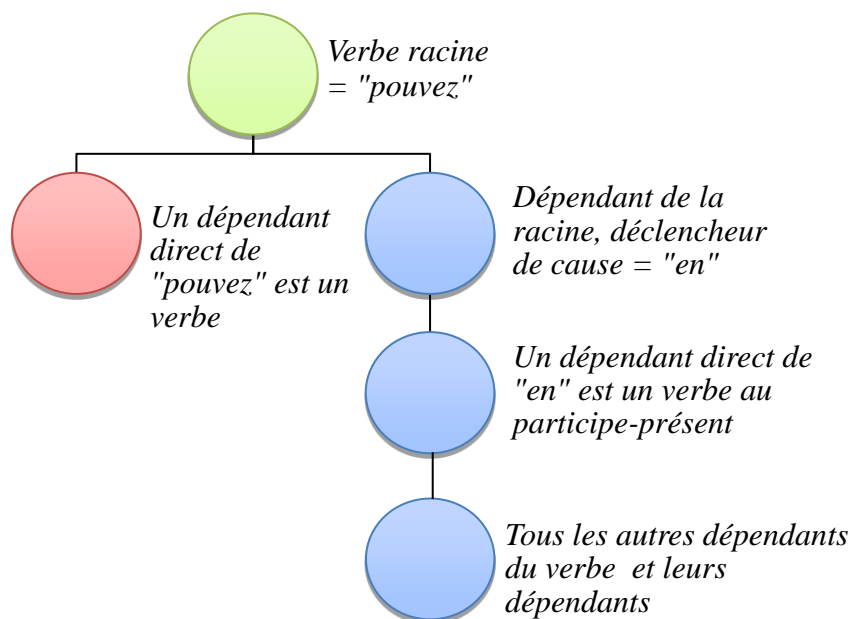 Verbe racine
= "pouvez"
Un dépendant
direct de
"pouvez" est un
verbe
Dépendant de la
racine, déclencheur
de cause = "en"
Un dépendant direct de
"en" est un verbe au
participe-présent
Tous les autres dépendants
du verbe et leurs
dépendants